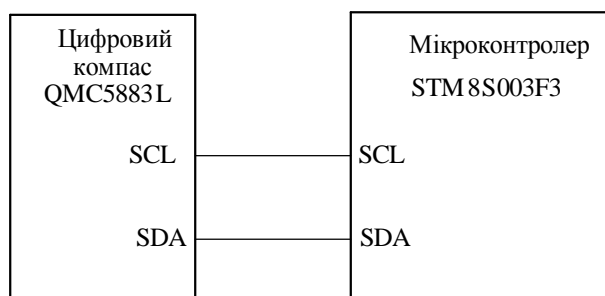 Цифровий
компас
QMC5883L
SCL
SDA
Мікроконтролер
STM8S003F3
SCL
SDA